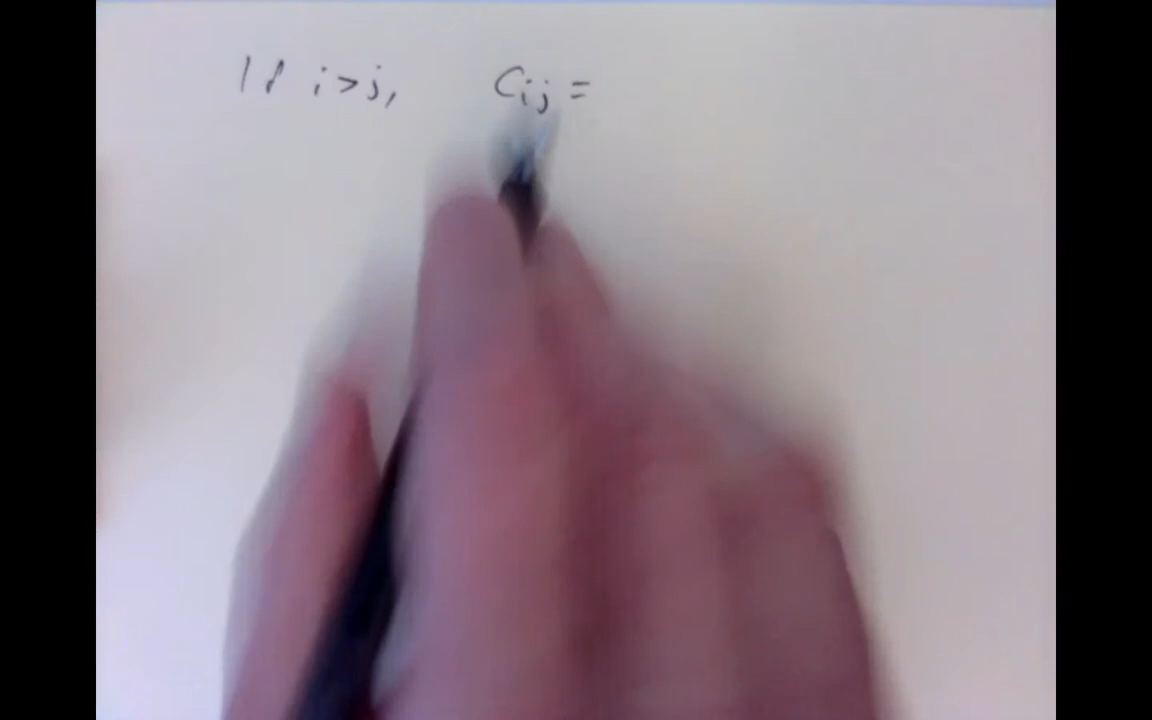 If i>j, Cij =